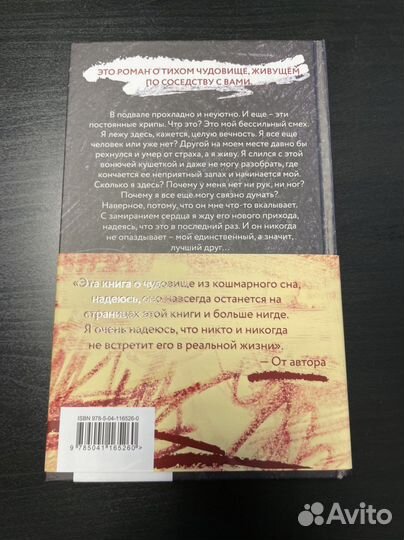 ЭТО РОМАН О ТИХОМ ЧУДОВИЩЕ, ЖИВУЩЕМ
ПО СОСЕДСТВУ С ВАМИ.
В подвале прохладно и неуютно. И еще – эти
постоянные хрипы. Что это? Это мой бессильный смех.
Я лежу здесь, кажется, целую вечность. Я все еще
человек или уже нет? Другой на моем месте давно бы
рехнулся и умер от страха, а я живу. Я слился с этой
вонючей кушеткой и даже не могу разобрать, где
кончается ее неприятный запах и начинается мой.
Сколько я здесь? Почему у меня нет ни рук, ни ног?
Почему я все еще могу связно думать?
Наверное, потому, что он мне что-то вкалывает.
С замиранием сердца я жду его нового прихода,
надеясь, что это в последний раз. И он никогда
не опаздывает – мой единственный, а значит,
лучший друг...
«Эта книга о чудовище из кошмарного сна,
надеюсь, оно навсегда останется на
страницах этой книги и больше нигде.
Я очень надеюсь, что никто и никогда
не встретит его в реальной жизни».
– От автора
ISBN 978-5-04-116526-0
9 785041 165260 >
Avito